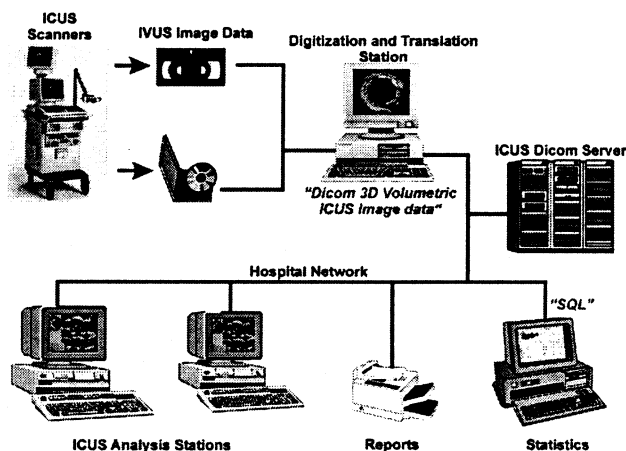 ICUS
Scanners
IVUS Image Data
Digitization and Translation
Station
ICUS Dicom Server
"Dicom 3D Volumetric
ICUS Image data"
Hospital Network
"SQL"
ICUS Analysis Stations
Reports
Statistics